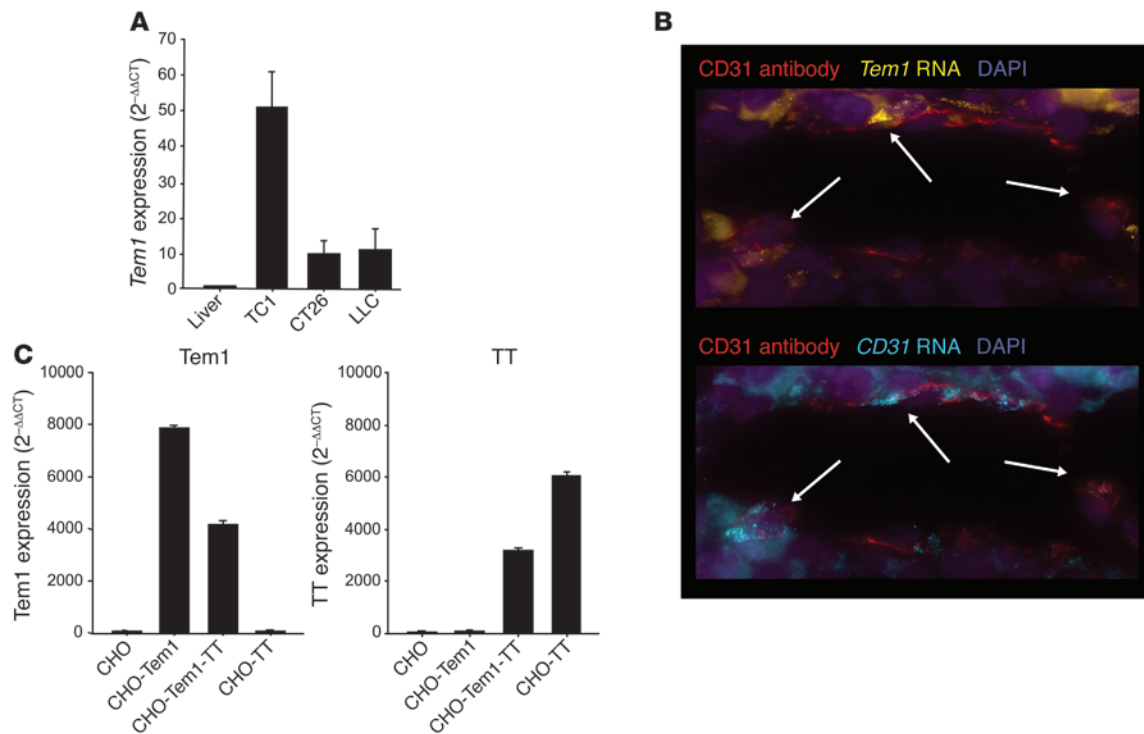 A
Tem1 expression (2⁻ΔΔCT)
70
60
50
40
30
20
10
0
Liver
TC1
CT26
LLC
B
CD31 antibody Tem1 RNA DAPI
CD31 antibody CD31 RNA DAPI
C
Tem1
Tem1 expression (2⁻ΔΔCT)
10000
8000
6000
4000
2000
0
CHO
CHO-Tem1
CHO-Tem1-TT
CHO-TT
TT
TT expression (2⁻ΔΔCT)
10000
8000
6000
4000
2000
0
CHO
CHO-Tem1
CHO-Tem1-TT
CHO-TT